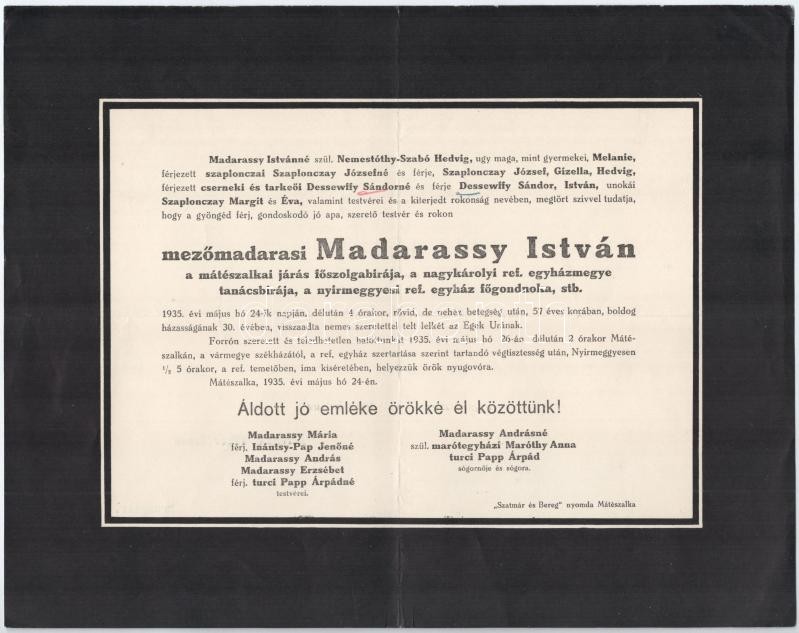 Madarassy Istvánné szül. Nemestóthy-Szabó Hedvig, ugy maga, mint gyermekei, Melanie,
férjezett szaplonczai Szaplonczay Józsefné és férje, Szaplonczay József, Gizella, Hedvig,
férjezett cserneki és tarkeői Dessewffy Sándorné és férje Dessewffy Sándor, István, unokái
Szaplonczay Margit és Éva, valamint testvérei és a kiterjedt rokonság nevében, megtört szivvel tudatja,
hogy a gyöngéd férj, gondoskodó jó apa, szerető testvér és rokon
mezőmadarasi Madarassy István
a mátészalkai járás főszolgabirája, a nagykárolyi ref. egyházmegye
tanácsbirája, a nyirmeggyesi ref. egyház főgondnoka, stb.
1935. évi május hó 24-ik napján, délután 4 órakor, rövid, de nehéz betegség után, 57 éves korában, boldog
házasságának 30. évében, visszaadta nemes szeretettel telt lelkét az Egek Urának.
Forrón szeretett és feledhetetlen halottunkat 1935. évi május hó 26-án délután 2 órakor Máté-
szalkán, a vármegye székházától, a ref. egyház szertartása szerint tartandó végtisztesség után, Nyirmeggyesen
½ 5 órakor, a ref. temetőben, ima kiséretében, helyezzük örök nyugovóra.
Mátészalka, 1935. évi május hó 24-én.
Áldott jó emléke örökké él közöttünk!
Madarassy Mária
férj. Inántsy-Pap Jenőné
Madarassy András
Madarassy Erzsébet
férj. turci Papp Árpádné
testvérei.
Madarassy Andrásné
szül. marótegyházi Maróthy Anna
turci Papp Árpád
sógornője és sógora.
„Szatmár és Bereg" nyomda Mátészalka